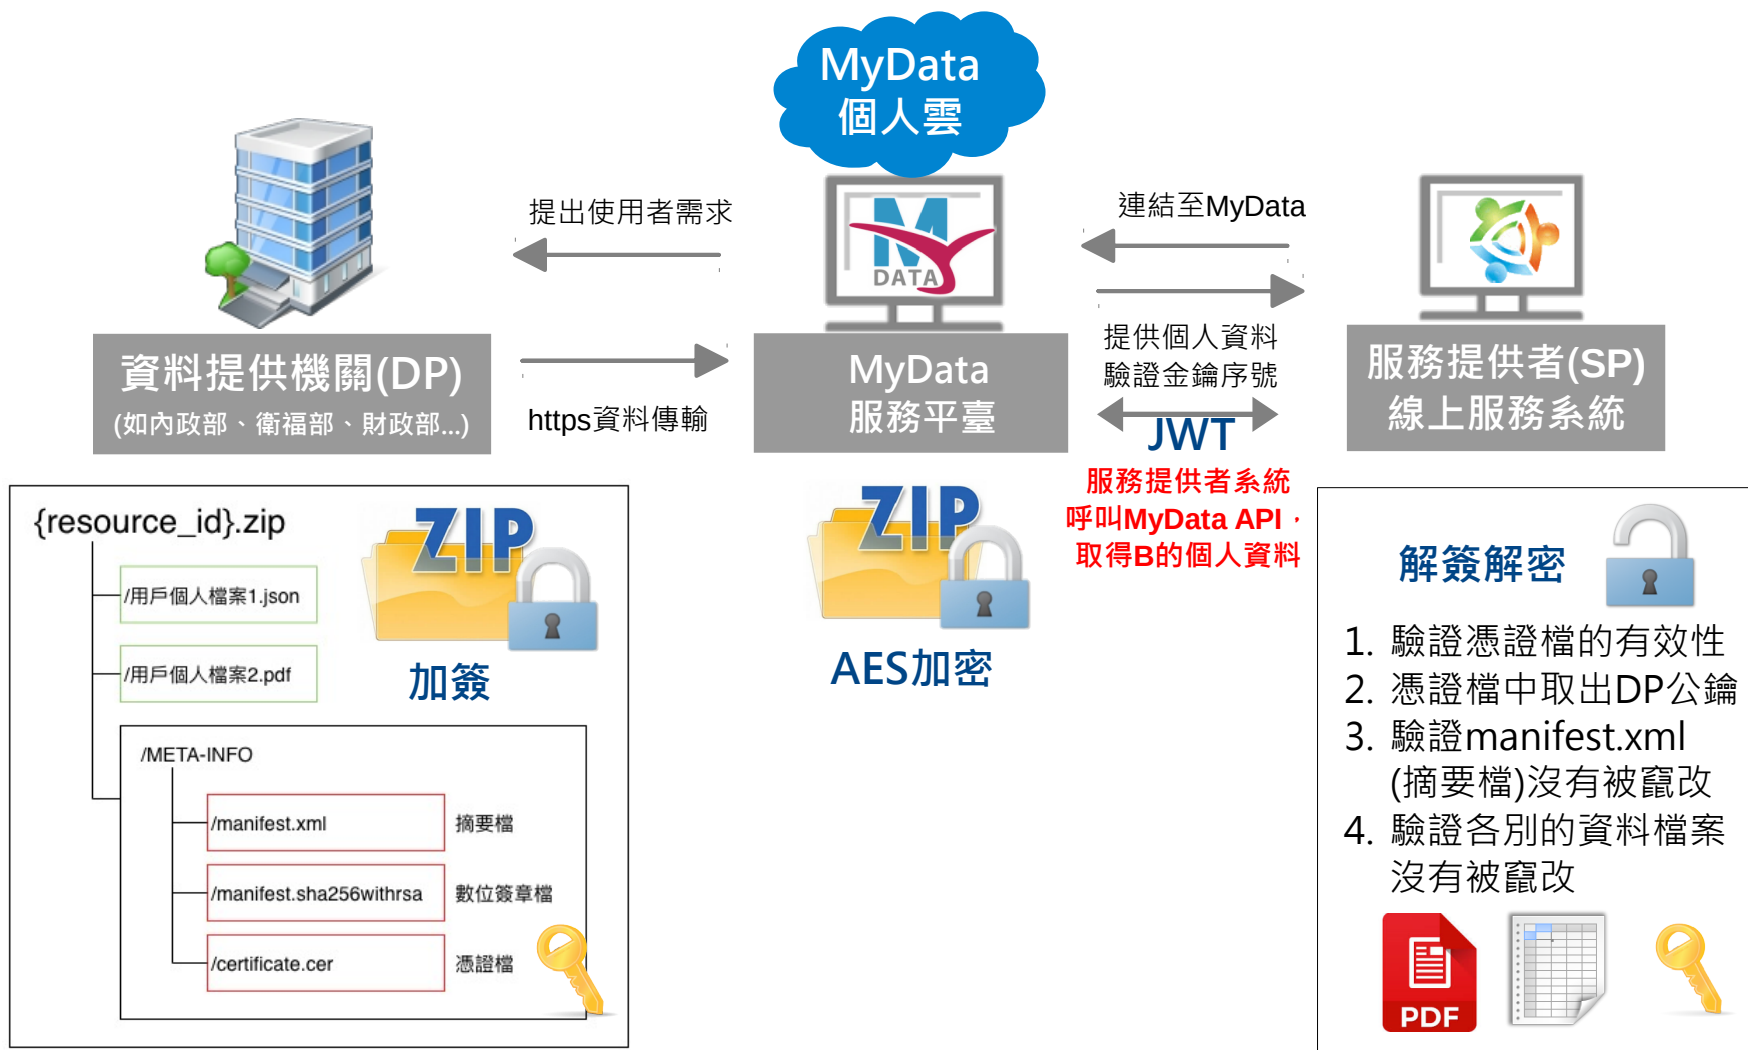 MyData
個人雲
提出使用者需求
連結至MyData
M
DATA
提供個人資料
驗證金鑰序號
資料提供機關(DP)
(如內政部、衛福部、財政部...)
https資料傳輸
MyData
服務平臺
服務提供者(SP)
線上服務系統
JWT
服務提供者系統
呼叫MyData API，
取得B的個人資料
{resource_id}.zip
/用戶個人檔案1.json
/用戶個人檔案2.pdf
ZIP
加簽
/META-INFO
/manifest.xml
摘要檔
/manifest.sha256withrsa
數位簽章檔
/certificate.cer
憑證檔
ZIP
AES加密
解簽解密
1. 驗證憑證檔的有效性
2. 憑證檔中取出DP公鑰
3. 驗證manifest.xml
(摘要檔)沒有被竄改
4. 驗證各別的資料檔案
沒有被竄改
PDF